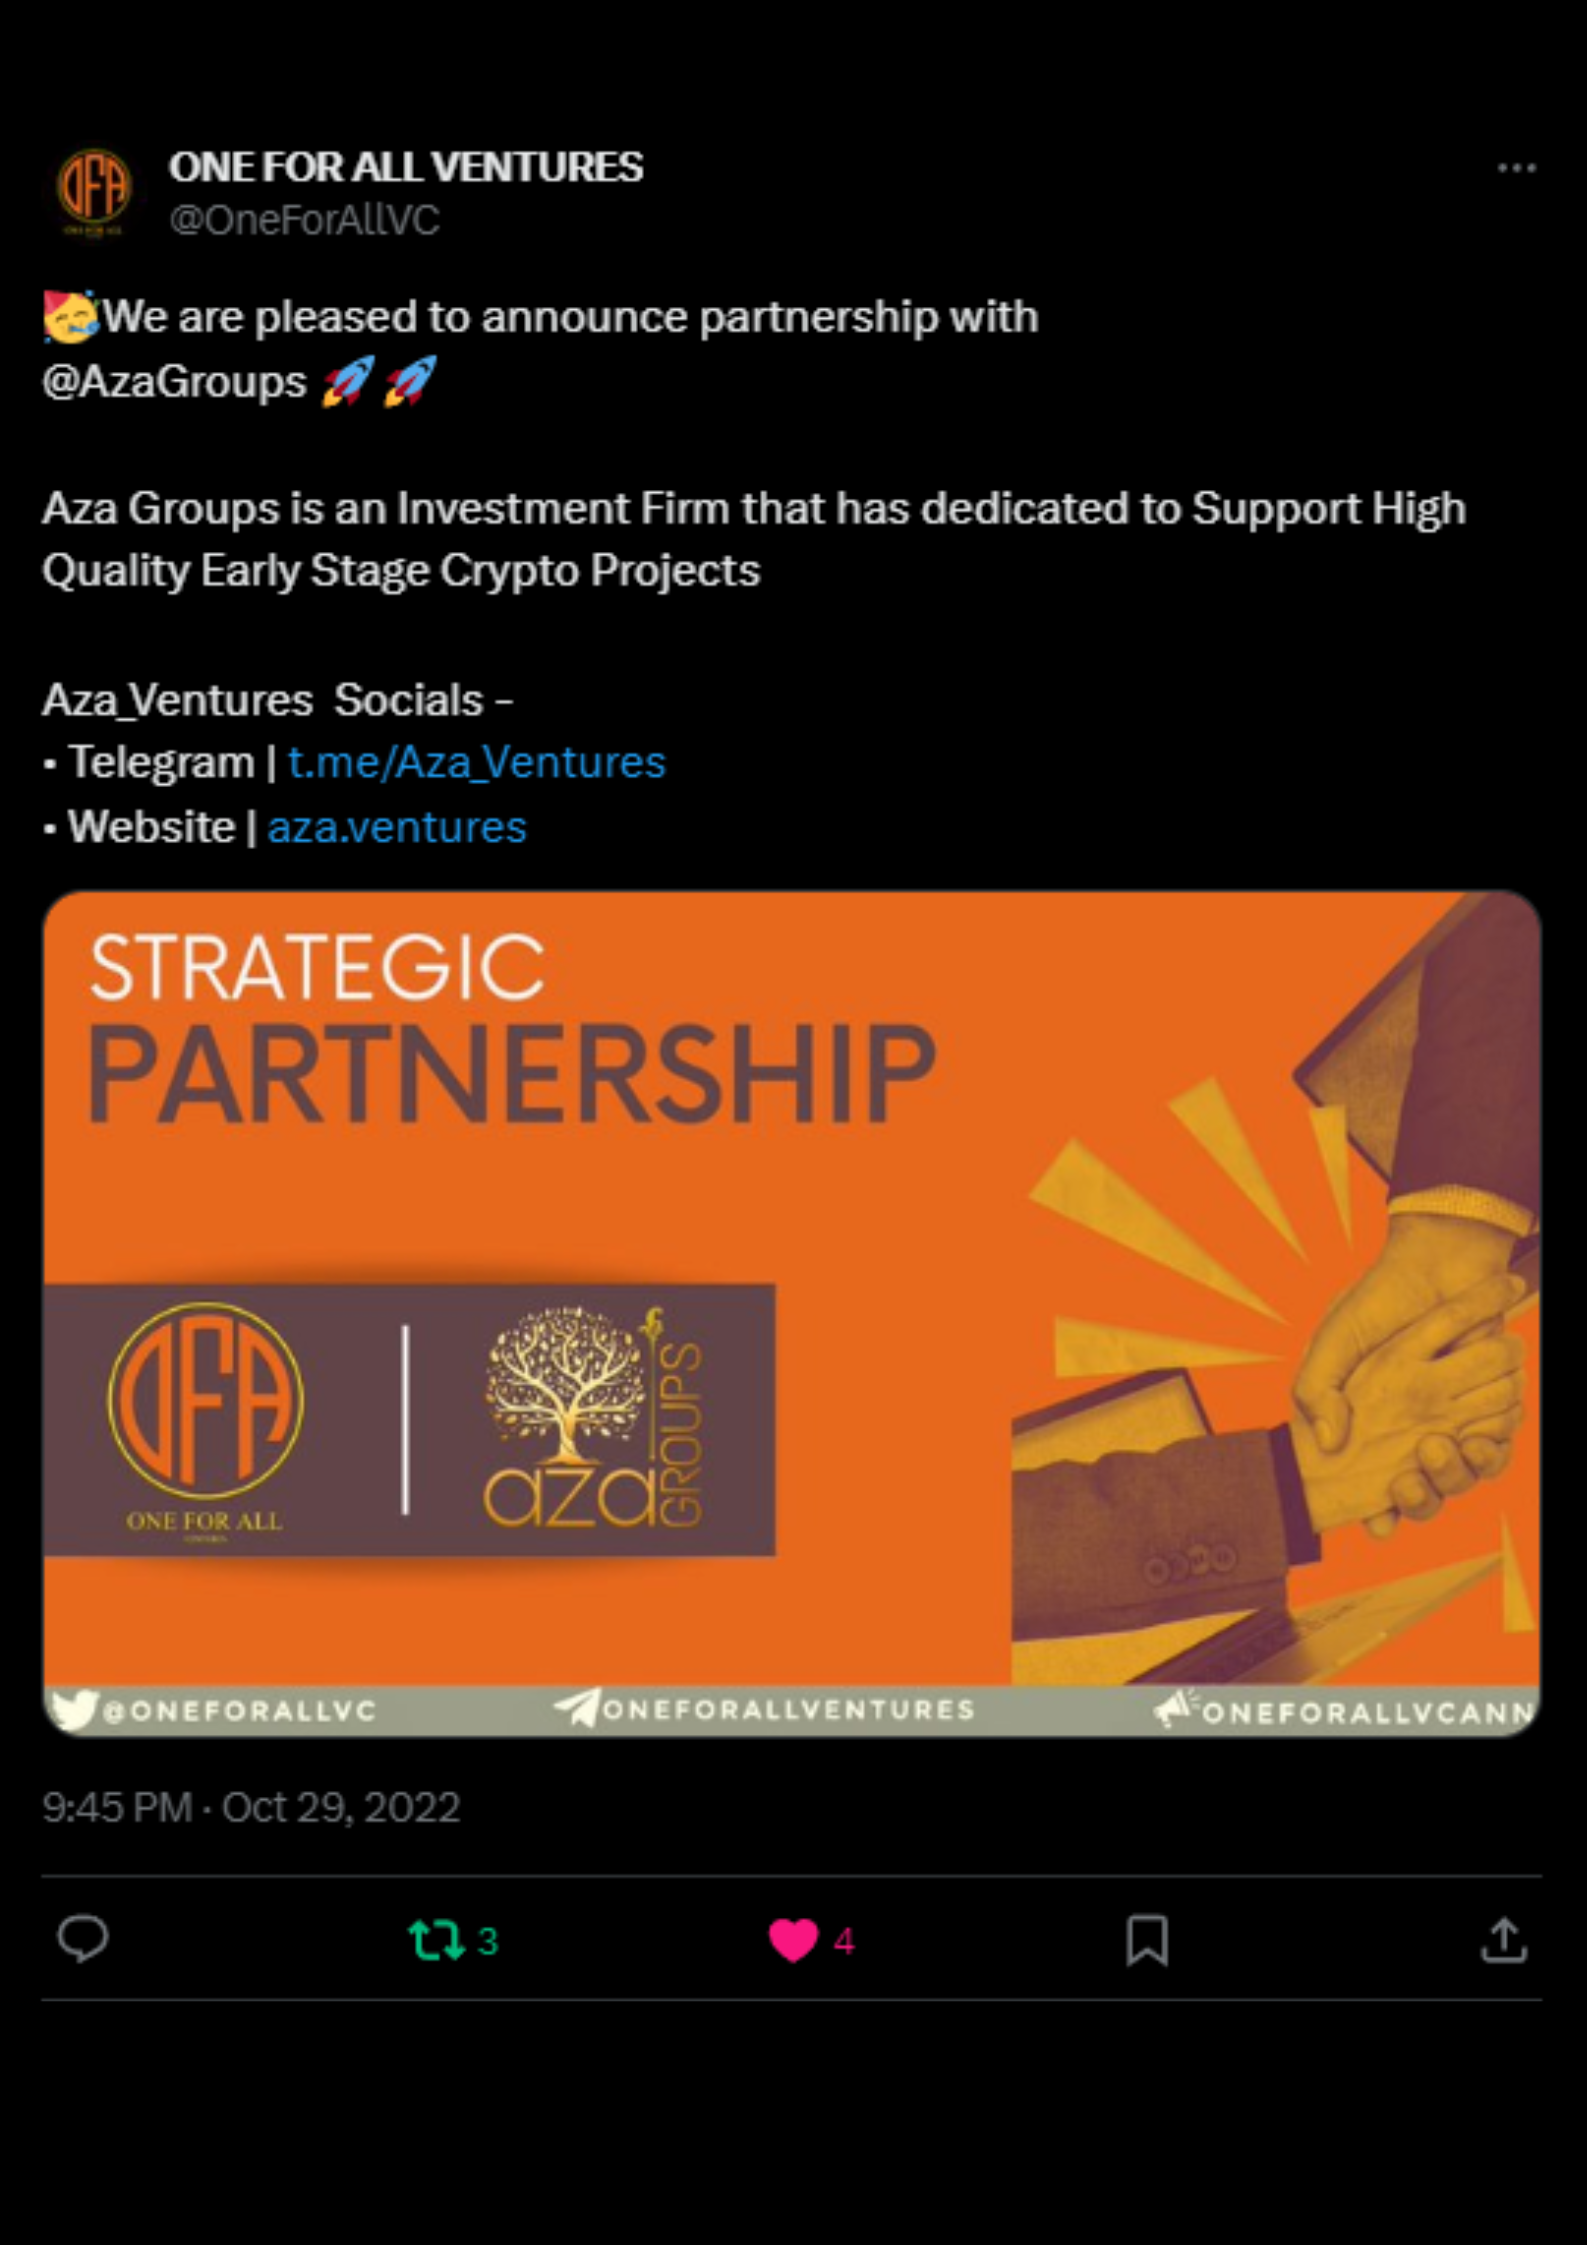 OFA
ONE FOR ALL VENTURES
@OneForAllVC
🥳We are pleased to announce partnership with
@AzaGroups 🚀 🚀
Aza Groups is an Investment Firm that has dedicated to Support High
Quality Early Stage Crypto Projects
Aza_Ventures  Socials –
▪ Telegram | t.me/Aza_Ventures
▪ Website | aza.ventures
STRATEGIC
PARTNERSHIP
OFA
ONE FOR ALL
aza
GROUPS
@ONEFORALLVC
ONEFORALLVENTURES
ONEFORALLVCANN
9:45 PM · Oct 29, 2022
3
4